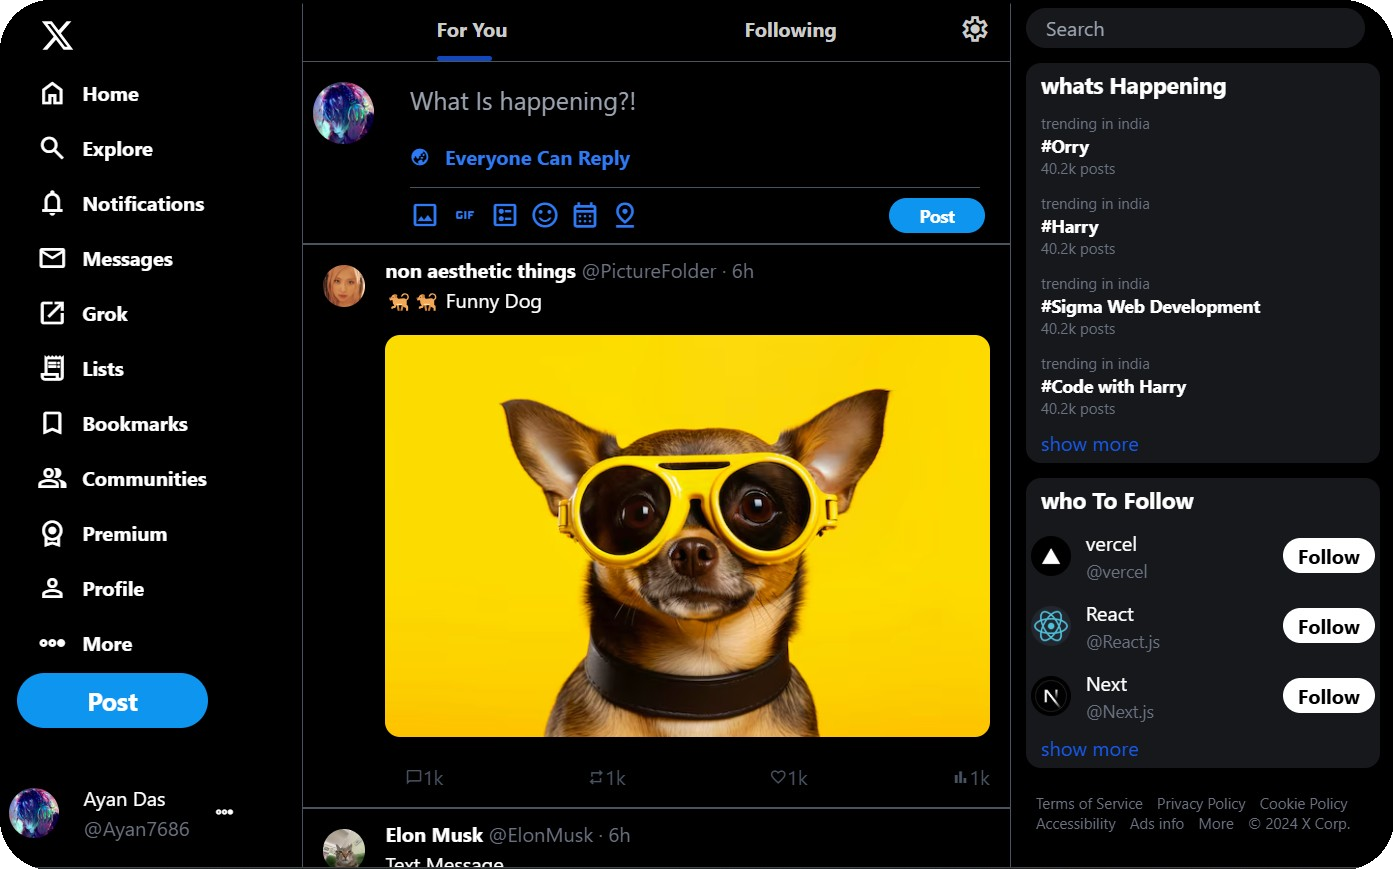 Home
Explore
Notifications
Messages
Grok
Lists
Bookmarks
Communities
Premium
Profile
More
Post
Ayan Das
@Ayan7686
For You
Following
What Is happening?!
Everyone Can Reply
GIF
Post
non aesthetic things @PictureFolder · 6h
🐕 🐕 Funny Dog
1k
1k
1k
1k
Elon Musk @ElonMusk · 6h
Text Message
Search
whats Happening
trending in india
#Orry
40.2k posts
trending in india
#Harry
40.2k posts
trending in india
#Sigma Web Development
40.2k posts
trending in india
#Code with Harry
40.2k posts
show more
who To Follow
vercel
@vercel
Follow
React
@React.js
Follow
Next
@Next.js
Follow
show more
Terms of Service Privacy Policy Cookie Policy
Accessibility Ads info More © 2024 X Corp.